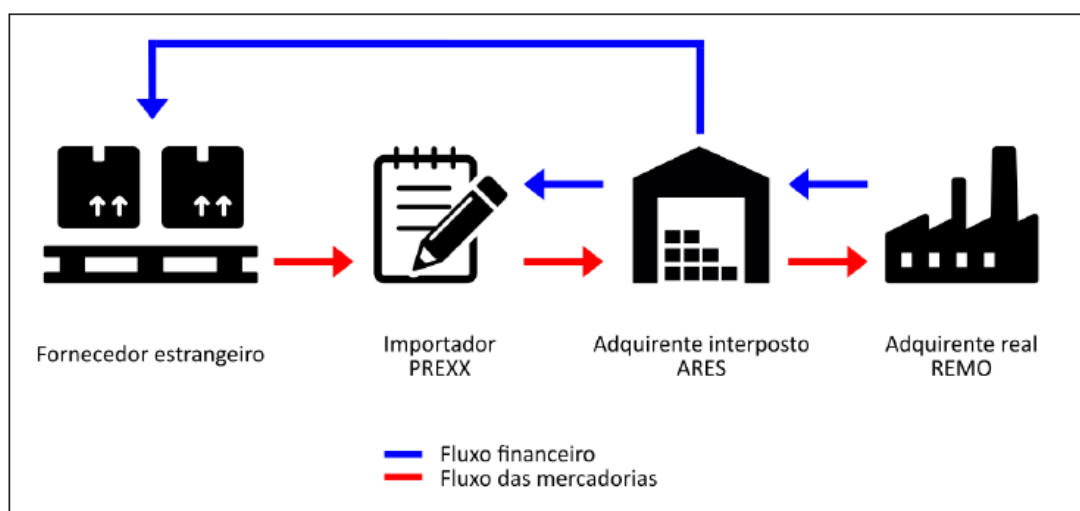 Fornecedor estrangeiro
Importador
PREXX
Adquirente interposto
ARES
Adquirente real
REMO
Fluxo financeiro
Fluxo das mercadorias